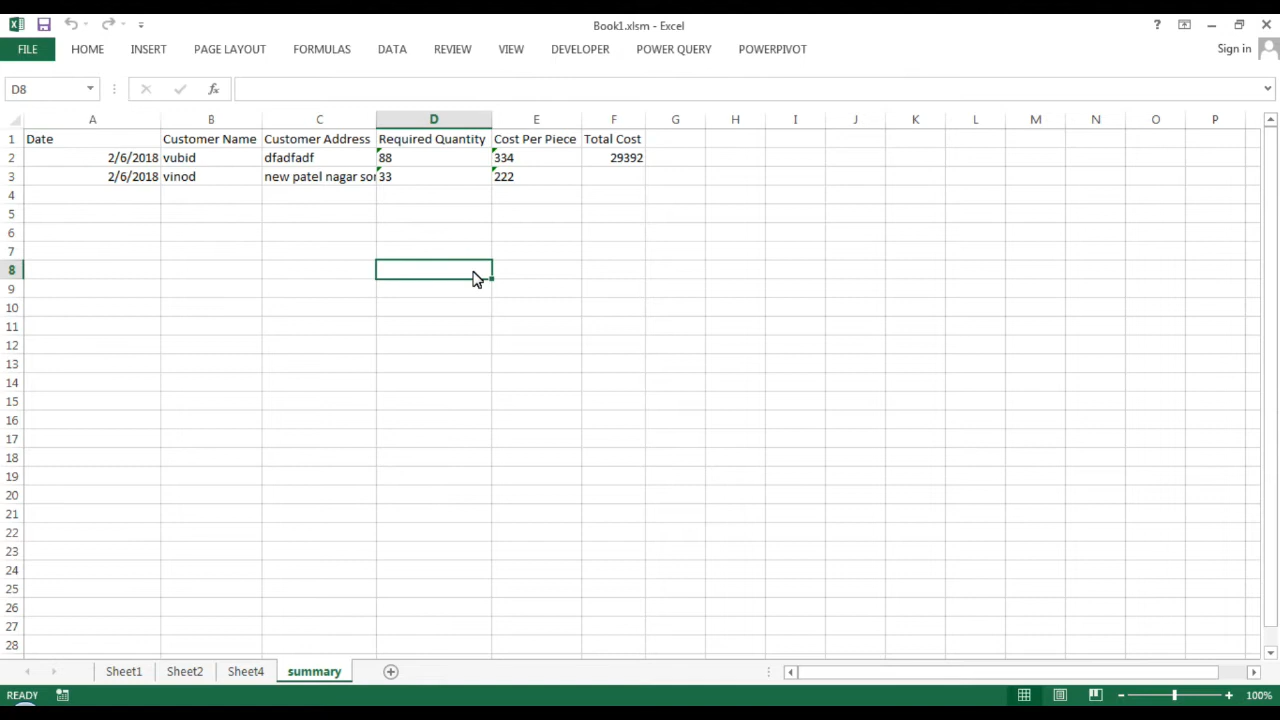 Book1.xlsm - Excel
?
FILE HOME INSERT PAGE LAYOUT FORMULAS DATA REVIEW VIEW DEVELOPER POWER QUERY POWERPIVOT Sign in
D8 fx
A B C D E F G H I J K L M N O P
1 Date Customer Name Customer Address Required Quantity Cost Per Piece Total Cost
2 2/6/2018 vubid dfadfadf 88 334 29392
3 2/6/2018 vinod new patel nagar sor 33 222
4
5
6
7
8
9
10
11
12
13
14
15
16
17
18
19
20
21
22
23
24
25
26
27
28
Sheet1 Sheet2 Sheet4 summary
READY 100%